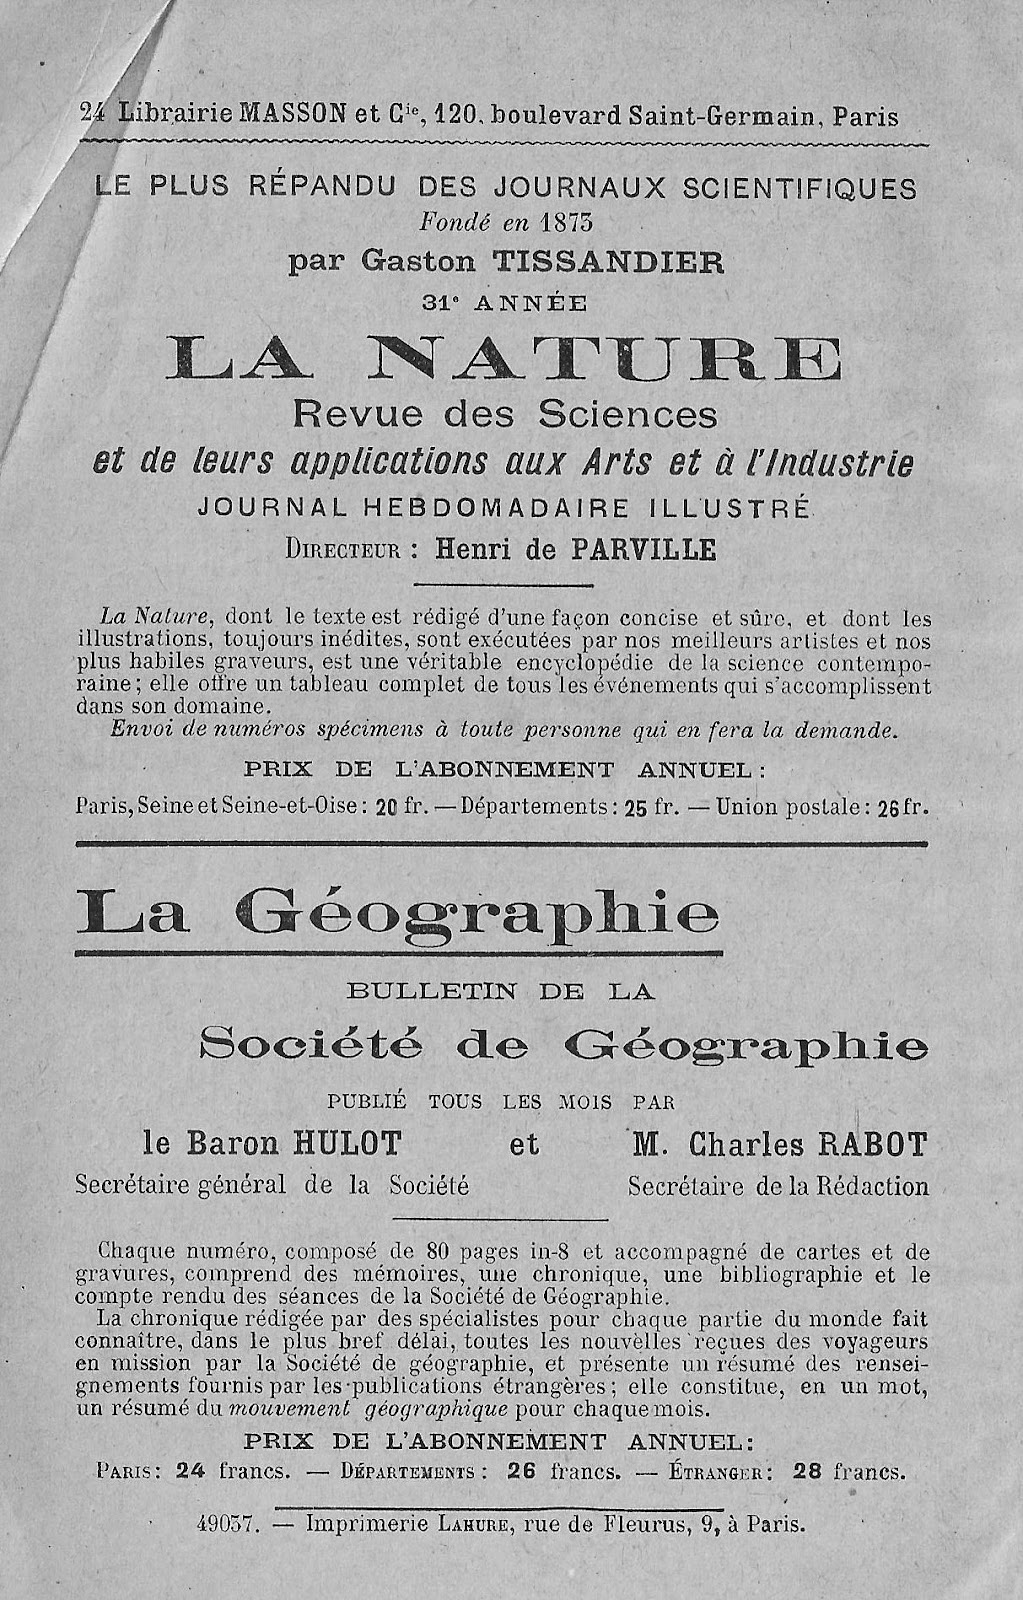 24 Librairie MASSON et Cie, 120, boulevard Saint-Germain, Paris
LE PLUS RÉPANDU DES JOURNAUX SCIENTIFIQUES
Fondé en 1873
par Gaston TISSANDIER
31e ANNÉE
LA NATURE
Revue des Sciences
et de leurs applications aux Arts et à l'Industrie
JOURNAL HEBDOMADAIRE ILLUSTRÉ
DIRECTEUR : Henri de PARVILLE
La Nature, dont le texte est rédigé d'une façon concise et sûre, et dont les
illustrations, toujours inédites, sont exécutées par nos meilleurs artistes et nos
plus habiles graveurs, est une véritable encyclopédie de la science contempo-
raine ; elle offre un tableau complet de tous les événements qui s'accomplissent
dans son domaine.
Envoi de numéros spécimens à toute personne qui en fera la demande.
PRIX DE L'ABONNEMENT ANNUEL :
Paris, Seine et Seine-et-Oise : 20 fr. — Départements : 25 fr. — Union postale : 26 fr.
La Géographie
BULLETIN DE LA
Société de Géographie
PUBLIÉ TOUS LES MOIS PAR
le Baron HULOT et M. Charles RABOT
Secrétaire général de la Société Secrétaire de la Rédaction
Chaque numéro, composé de 80 pages in-8 et accompagné de cartes et de
gravures, comprend des mémoires, une chronique, une bibliographie et le
compte rendu des séances de la Société de Géographie.
La chronique rédigée par des spécialistes pour chaque partie du monde fait
connaître, dans le plus bref délai, toutes les nouvelles reçues des voyageurs
en mission par la Société de géographie, et présente un résumé des rensei-
gnements fournis par les publications étrangères ; elle constitue, en un mot,
un résumé du mouvement géographique pour chaque mois.
PRIX DE L'ABONNEMENT ANNUEL :
PARIS : 24 francs. — DÉPARTEMENTS : 26 francs. — ÉTRANGER : 28 francs.
49037. — Imprimerie LAHURE, rue de Fleurus, 9, à Paris.